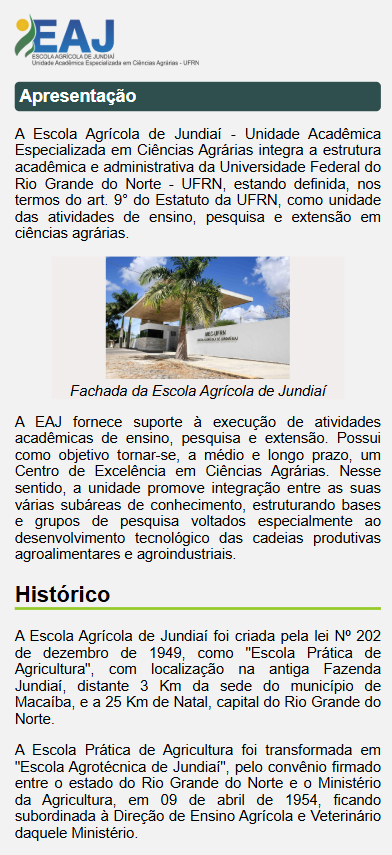 EAJ
ESCOLA AGRÍCOLA DE JUNDIAÍ
Unidade Acadêmica Especializada em Ciências Agrárias - UFRN
Apresentação
A Escola Agrícola de Jundiaí - Unidade Acadêmica
Especializada em Ciências Agrárias integra a estrutura
acadêmica e administrativa da Universidade Federal do
Rio Grande do Norte - UFRN, estando definida, nos
termos do art. 9° do Estatuto da UFRN, como unidade
das atividades de ensino, pesquisa e extensão em
ciências agrárias.
MEC-UFRN
ESCOLA AGRÍCOLA DE JUNDIAÍ/EAJ
Fachada da Escola Agrícola de Jundiaí
A EAJ fornece suporte à execução de atividades
acadêmicas de ensino, pesquisa e extensão. Possui
como objetivo tornar-se, a médio e longo prazo, um
Centro de Excelência em Ciências Agrárias. Nesse
sentido, a unidade promove integração entre as suas
várias subáreas de conhecimento, estruturando bases
e grupos de pesquisa voltados especialmente ao
desenvolvimento tecnológico das cadeias produtivas
agroalimentares e agroindustriais.
Histórico
A Escola Agrícola de Jundiaí foi criada pela lei Nº 202
de dezembro de 1949, como "Escola Prática de
Agricultura", com localização na antiga Fazenda
Jundiaí, distante 3 Km da sede do município de
Macaíba, e a 25 Km de Natal, capital do Rio Grande do
Norte.
A Escola Prática de Agricultura foi transformada em
"Escola Agrotécnica de Jundiaí", pelo convênio firmado
entre o estado do Rio Grande do Norte e o Ministério
da Agricultura, em 09 de abril de 1954, ficando
subordinada à Direção de Ensino Agrícola e Veterinário
daquele Ministério.